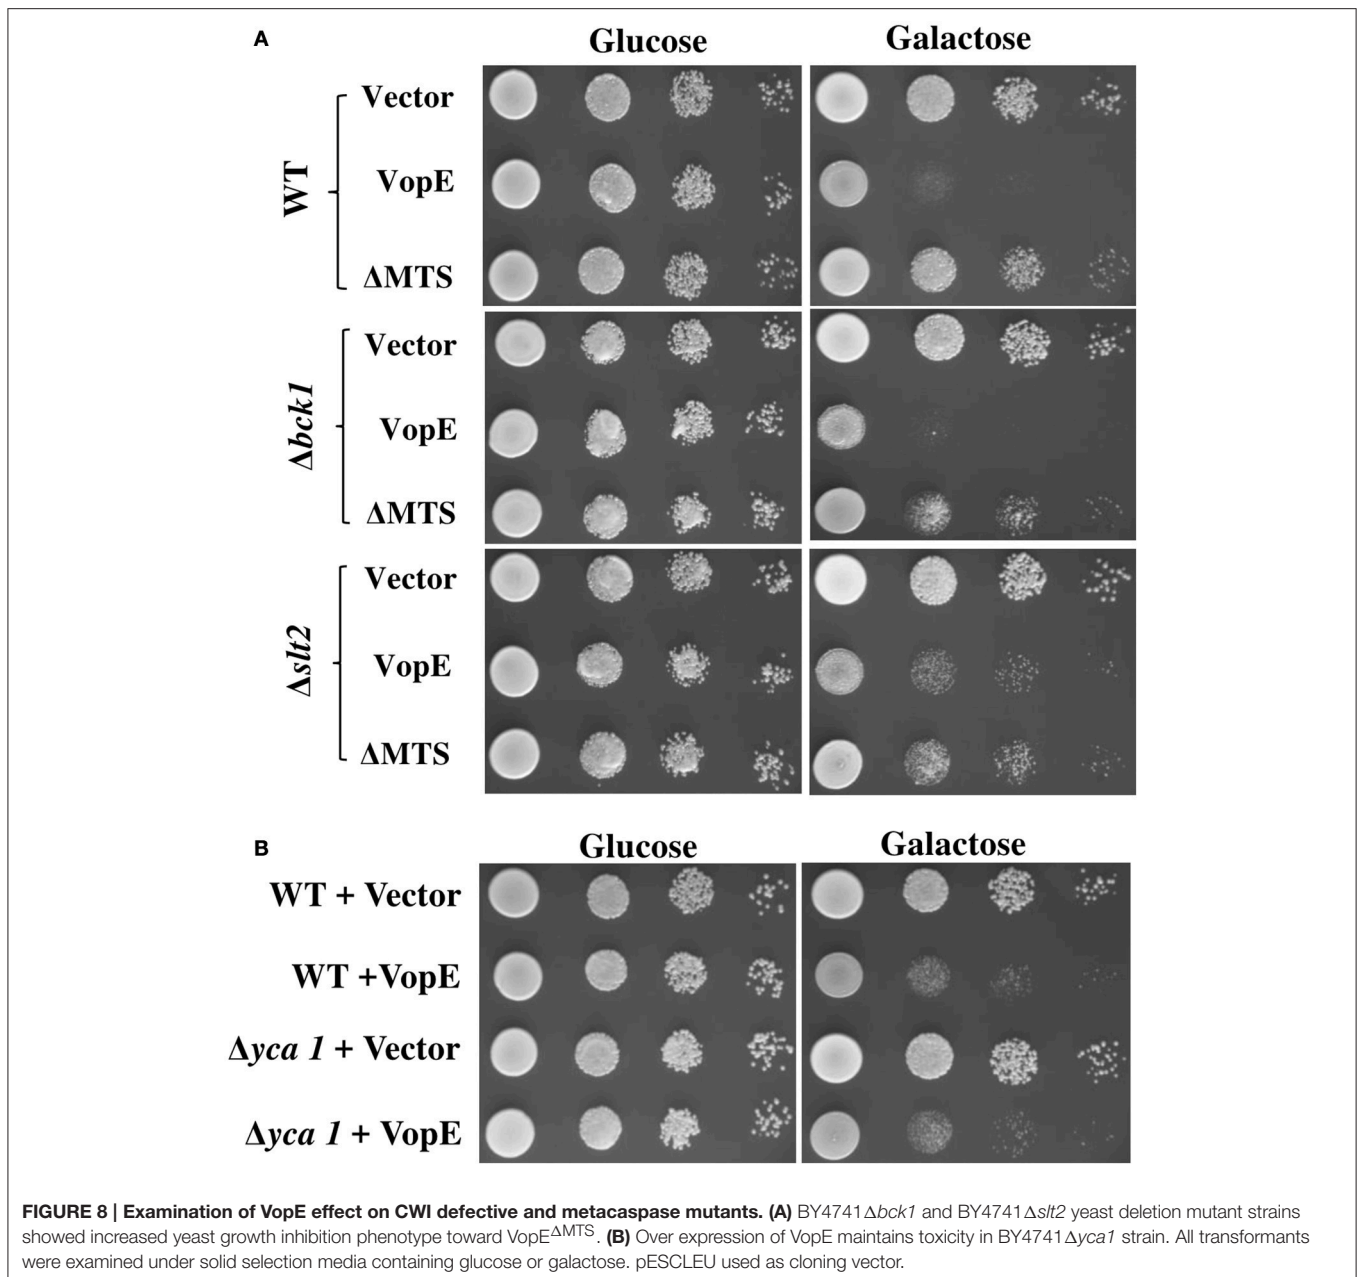 A
Glucose Galactose
Vector
WT VopE
ΔMTS
Vector
Δbck1 VopE
ΔMTS
Vector
Δslt2 VopE
ΔMTS
B Glucose Galactose
WT + Vector
WT +VopE
Δyca 1 + Vector
Δyca 1 + VopE
FIGURE 8 | Examination of VopE effect on CWI defective and metacaspase mutants. (A) BY4741Δbck1 and BY4741Δslt2 yeast deletion mutant strains
showed increased yeast growth inhibition phenotype toward VopEΔMTS. (B) Over expression of VopE maintains toxicity in BY4741Δyca1 strain. All transformants
were examined under solid selection media containing glucose or galactose. pESCLEU used as cloning vector.